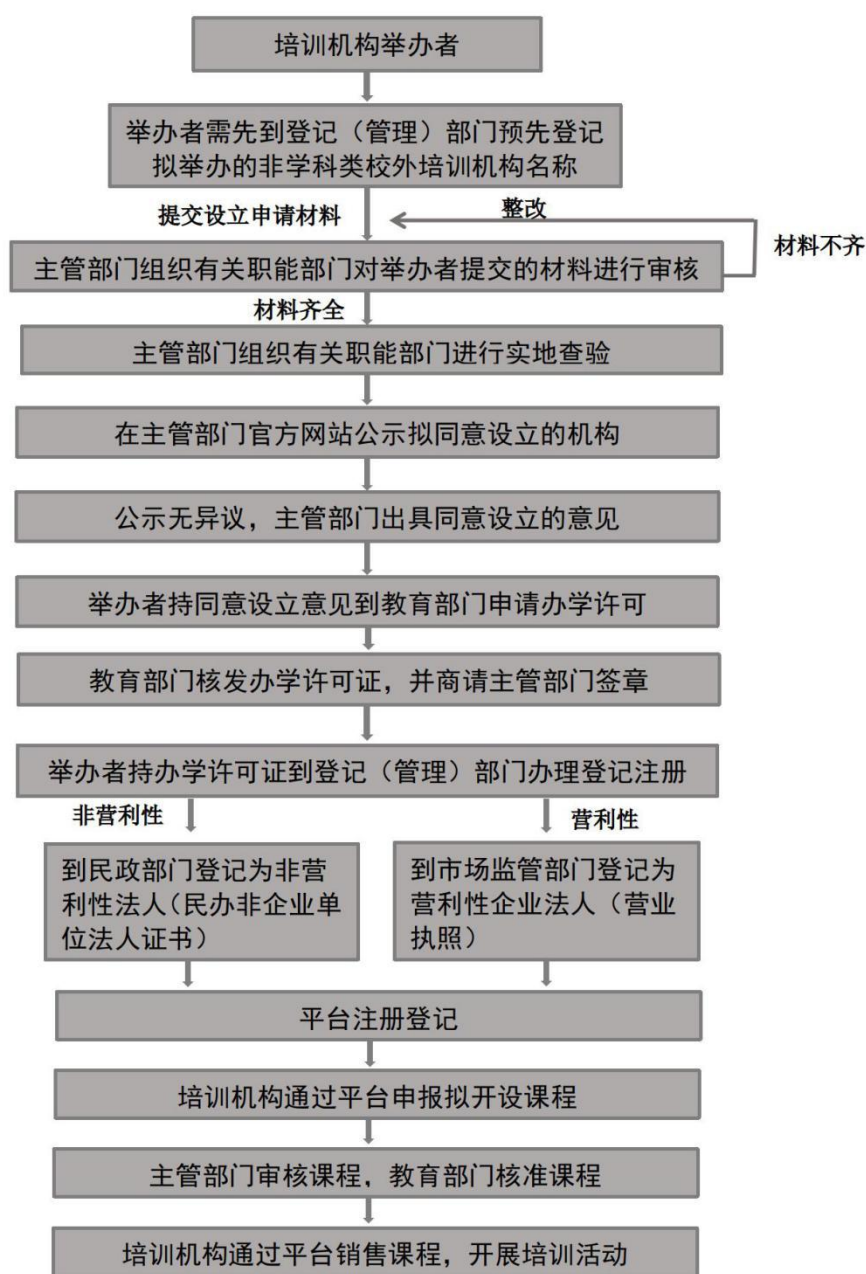 培训机构举办者
举办者需先到登记（管理）部门预先登记
拟举办的非学科类校外培训机构名称
提交设立申请材料
整改
材料不齐
主管部门组织有关职能部门对举办者提交的材料进行审核
材料齐全
主管部门组织有关职能部门进行实地查验
在主管部门官方网站公示拟同意设立的机构
公示无异议，主管部门出具同意设立的意见
举办者持同意设立意见到教育部门申请办学许可
教育部门核发办学许可证，并商请主管部门签章
举办者持办学许可证到登记（管理）部门办理登记注册
非营利性
营利性
到民政部门登记为非营
利性法人（民办非企业单
位法人证书）
到市场监管部门登记为
营利性企业法人（营业
执照）
平台注册登记
培训机构通过平台申报拟开设课程
主管部门审核课程，教育部门核准课程
培训机构通过平台销售课程，开展培训活动